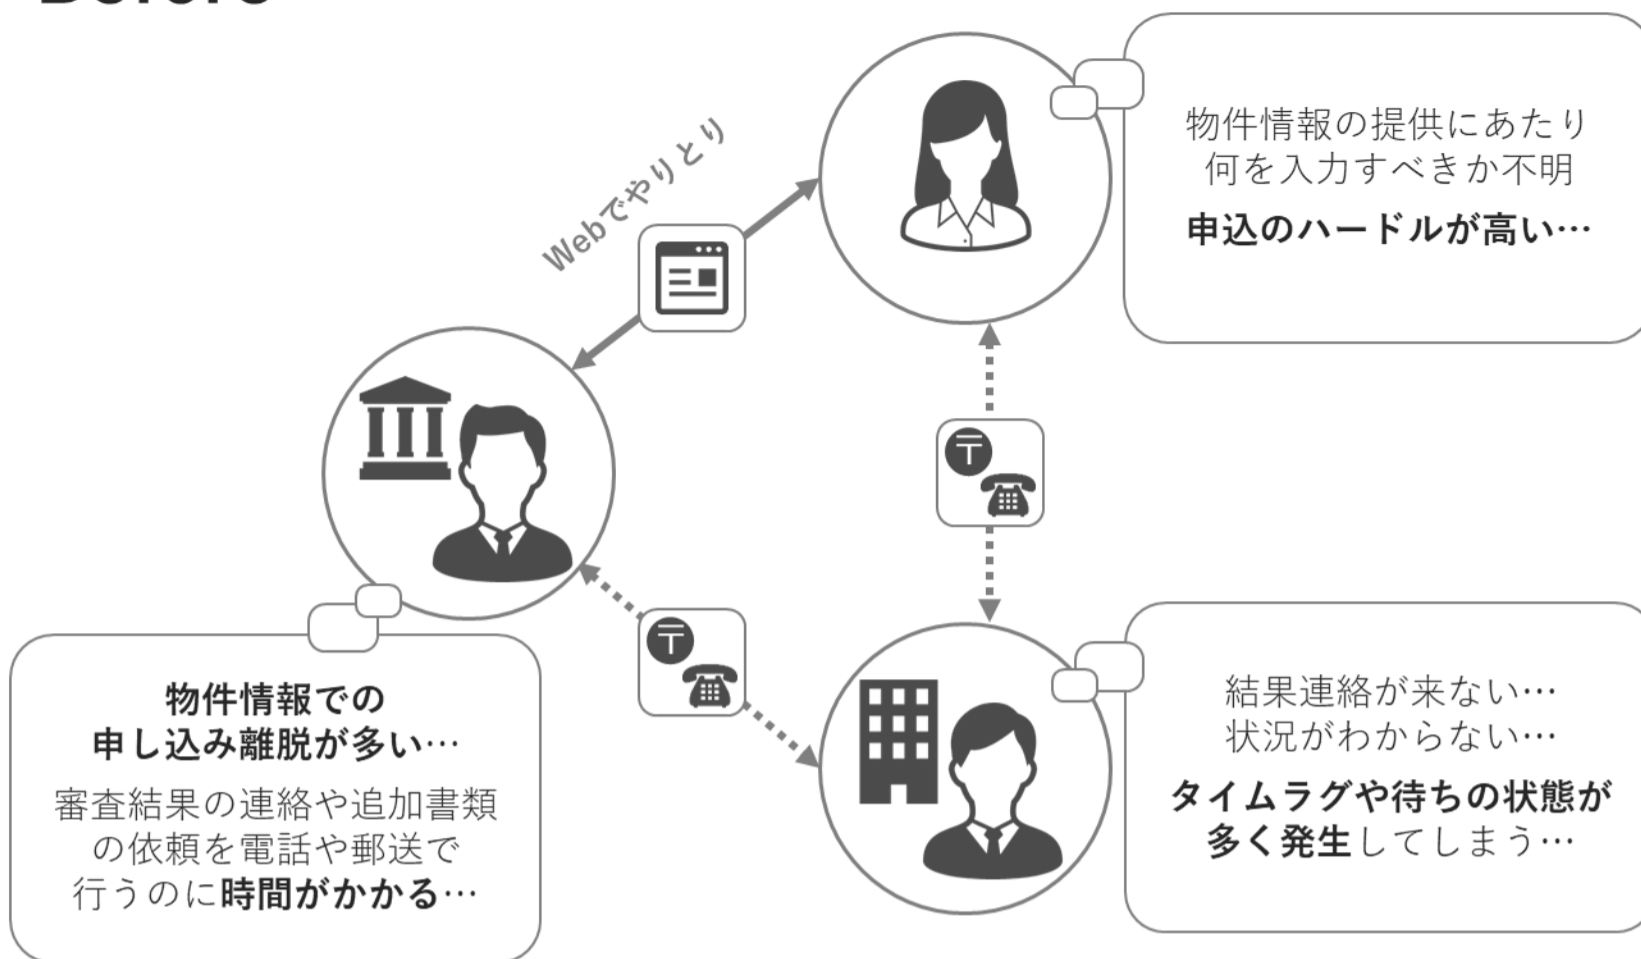 Before
Webでやりとり
物件情報の提供にあたり
何を入力すべきか不明
申込のハードルが高い…
物件情報での
申し込み離脱が多い…
審査結果の連絡や追加書類
の依頼を電話や郵送で
行うのに時間がかかる…
結果連絡が来ない…
状況がわからない…
タイムラグや待ちの状態が
多く発生してしまう…
〒
〒